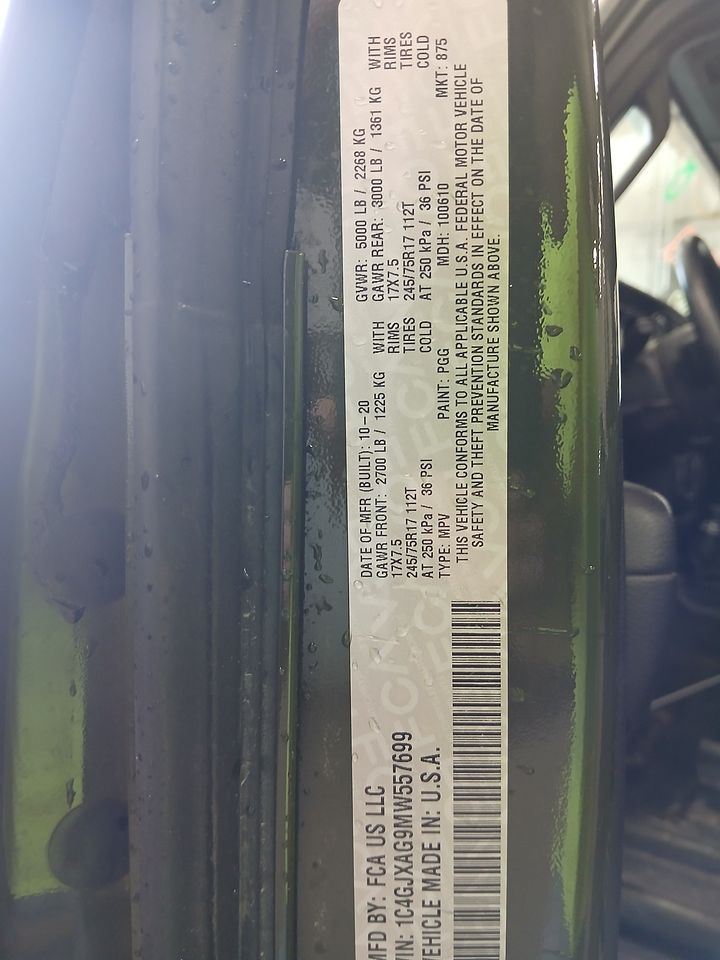 MFD BY: FCA US LLC
VIN: 1C4GJXAG9MW557699
VEHICLE MADE IN: U.S.A.
DATE OF MFR (BUILT): 10-20
GVWR: 5000 LB / 2268 KG
GAWR FRONT: 2700 LB / 1225 KG WITH
GAWR REAR: 3000 LB / 1361 KG WITH
17X7.5 RIMS
17X7.5 RIMS
245/75R17 112T TIRES
245/75R17 112T TIRES
AT 250 kPa / 36 PSI COLD
AT 250 kPa / 36 PSI COLD
TYPE: MPV PAINT: PGG MDH: 100610 MKT: 875
THIS VEHICLE CONFORMS TO ALL APPLICABLE U.S.A. FEDERAL MOTOR VEHICLE
SAFETY AND THEFT PREVENTION STANDARDS IN EFFECT ON THE DATE OF
MANUFACTURE SHOWN ABOVE.